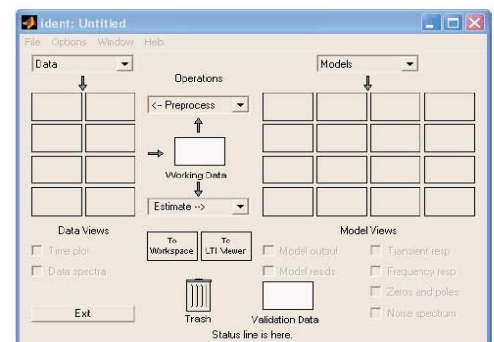 ident: Untitled
File Options Window Help
Data
Models
Operations
<-- Preprocess
Working Data
Estimate -->
Data Views
Time plot
Data spectra
To Workspace
To LTI Viewer
Model Views
Model output
Transient resp
Model resids
Frequency resp
Zeros and poles
Noise spectrum
Exit
Trash
Validation Data
Status line is here.